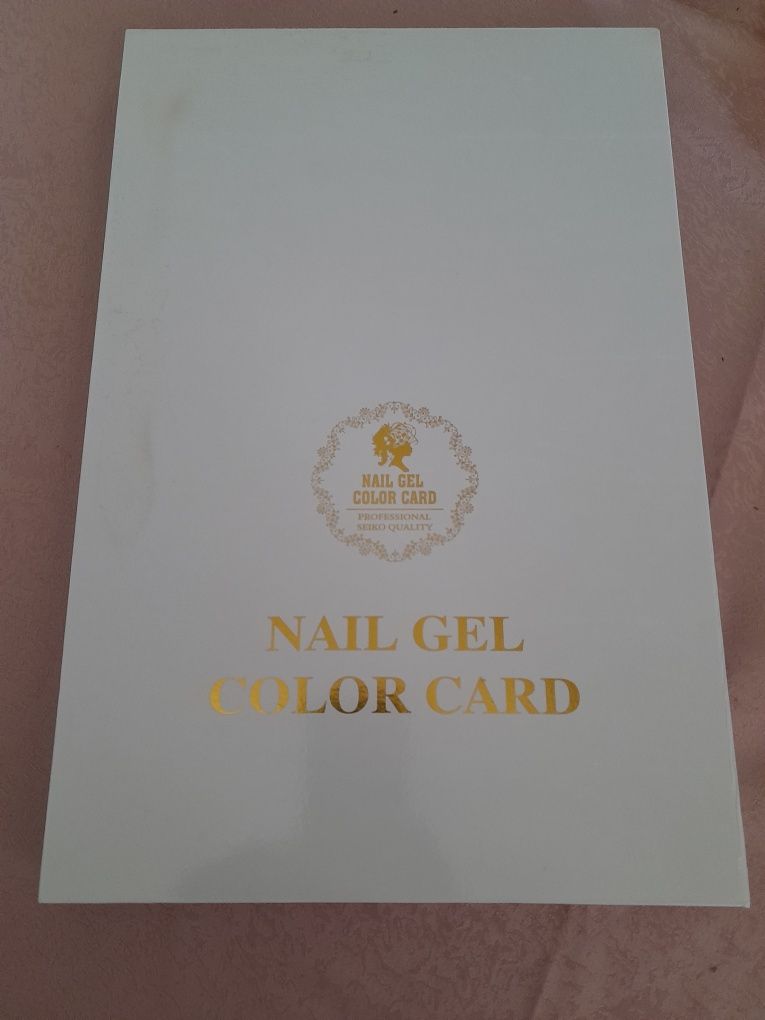 NAIL GEL
COLOR CARD
PROFESSIONAL
SEIKO QUALITY
NAIL GEL
COLOR CARD